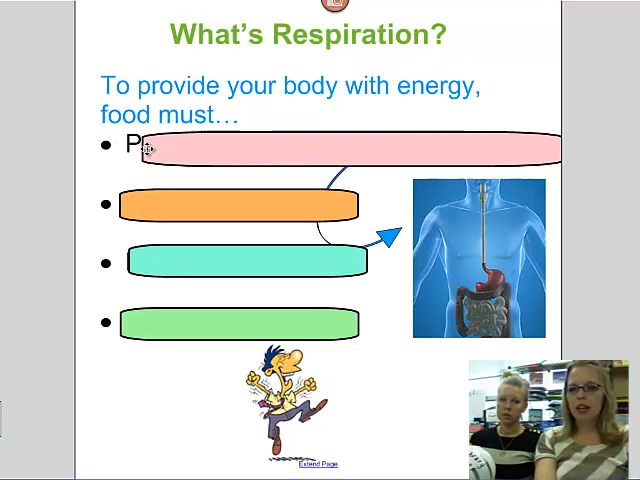 What's Respiration?
To provide your body with energy,
food must…
• P
•
•
•
Extend Page